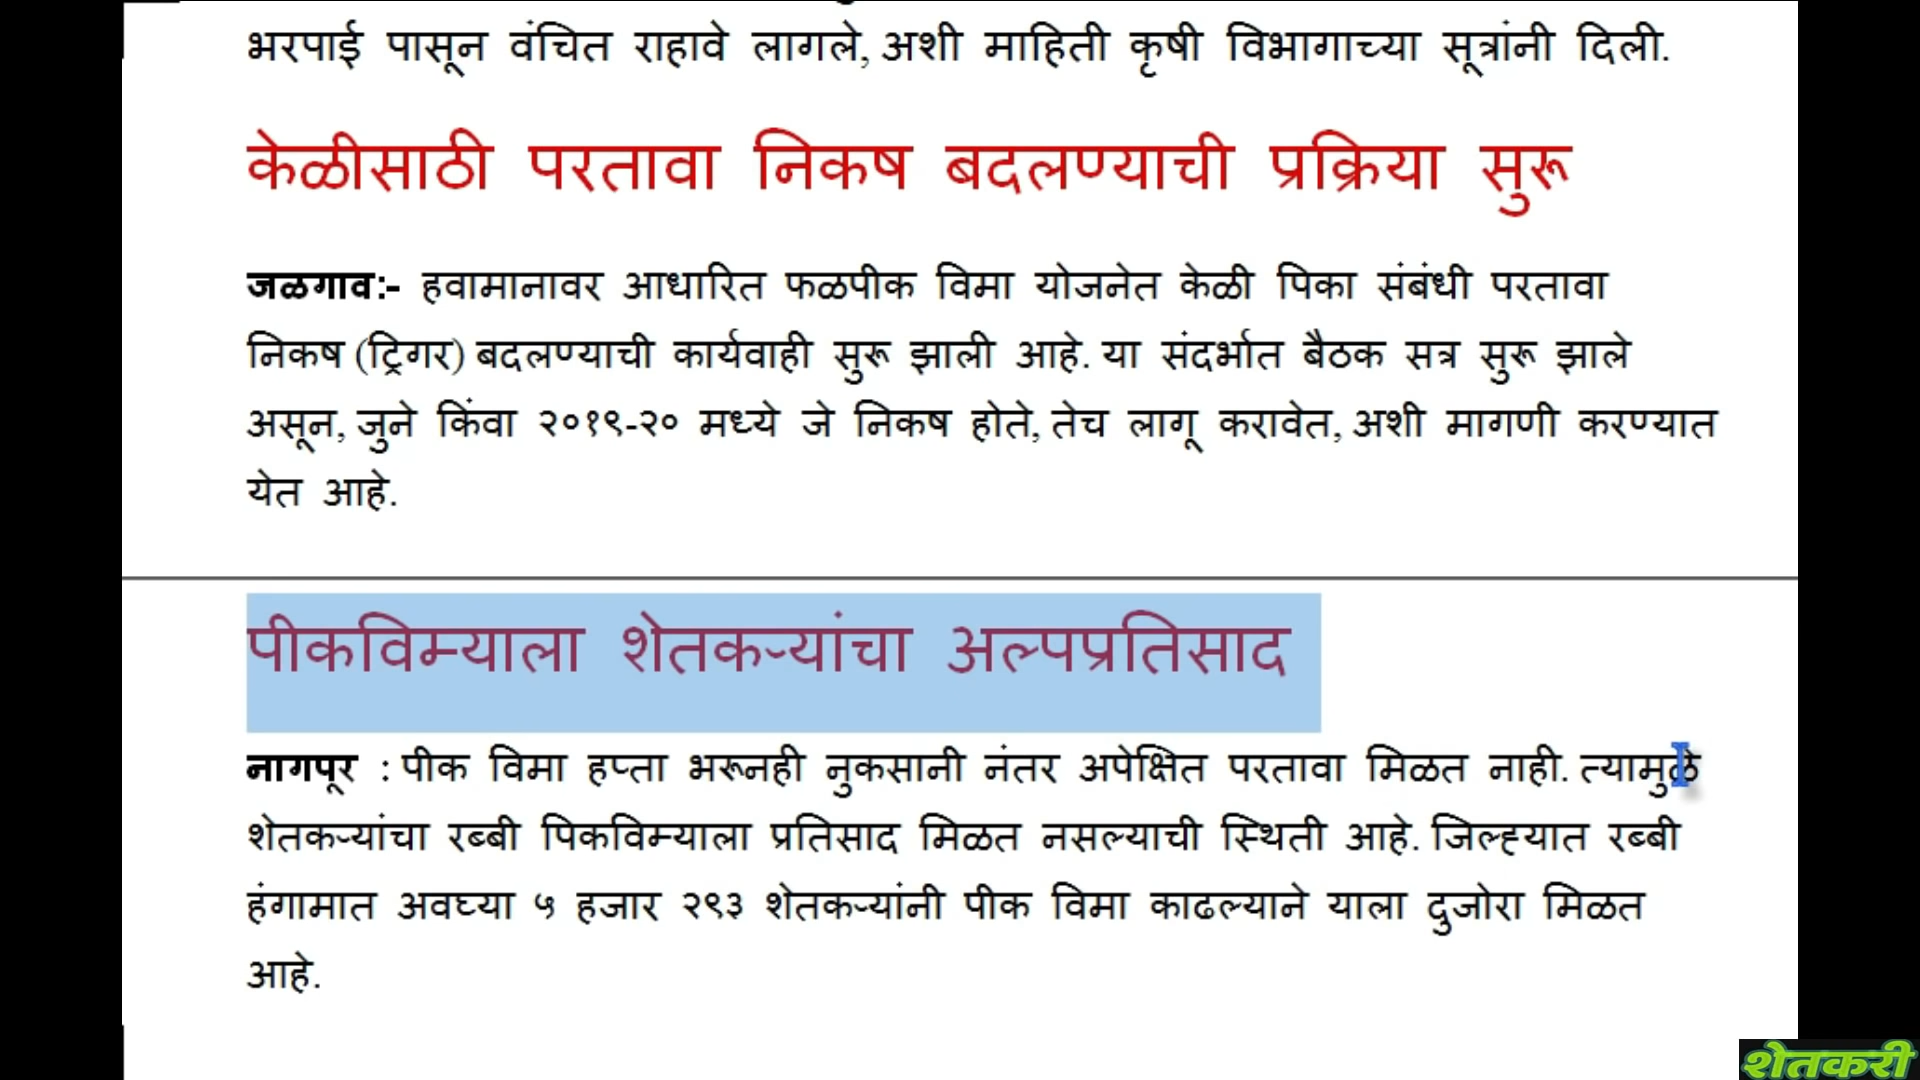 भरपाई पासून वंचित राहावे लागले, अशी माहिती कृषी विभागाच्या सूत्रांनी दिली.
केळीसाठी परतावा निकष बदलण्याची प्रक्रिया सुरू
जळगाव:- हवामानावर आधारित फळपीक विमा योजनेत केळी पिका संबंधी परतावा
निकष (ट्रिगर) बदलण्याची कार्यवाही सुरू झाली आहे. या संदर्भात बैठक सत्र सुरू झाले
असून, जुने किंवा २०१९-२० मध्ये जे निकष होते, तेच लागू करावेत, अशी मागणी करण्यात
येत आहे.
पीकविम्याला शेतकऱ्यांचा अल्पप्रतिसाद
नागपूर : पीक विमा हप्ता भरूनही नुकसानी नंतर अपेक्षित परतावा मिळत नाही. त्यामुळे
शेतकऱ्यांचा रब्बी पिकविम्याला प्रतिसाद मिळत नसल्याची स्थिती आहे. जिल्ह्यात रब्बी
हंगामात अवघ्या ५ हजार २९३ शेतकऱ्यांनी पीक विमा काढल्याने याला दुजोरा मिळत
आहे.
शेतकरी